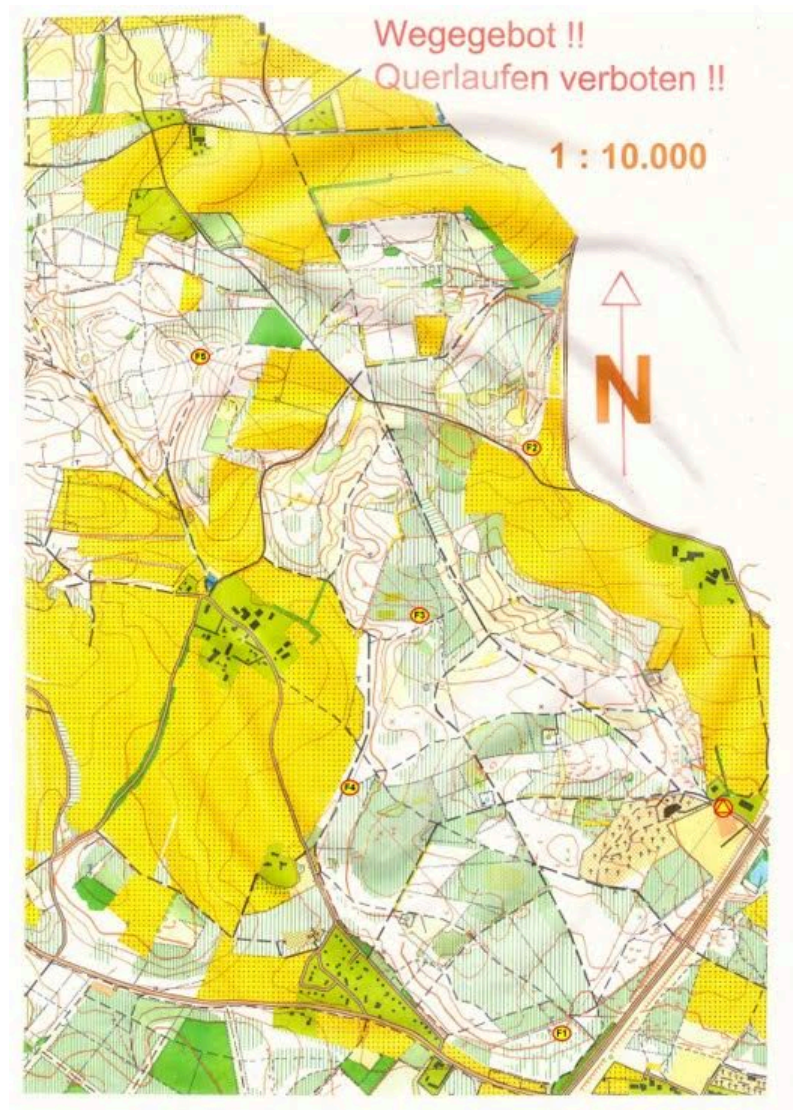 Wegegebot !!
Querlaufen verboten !!
1 : 10.000
N
F5
F2
F3
F4
F1